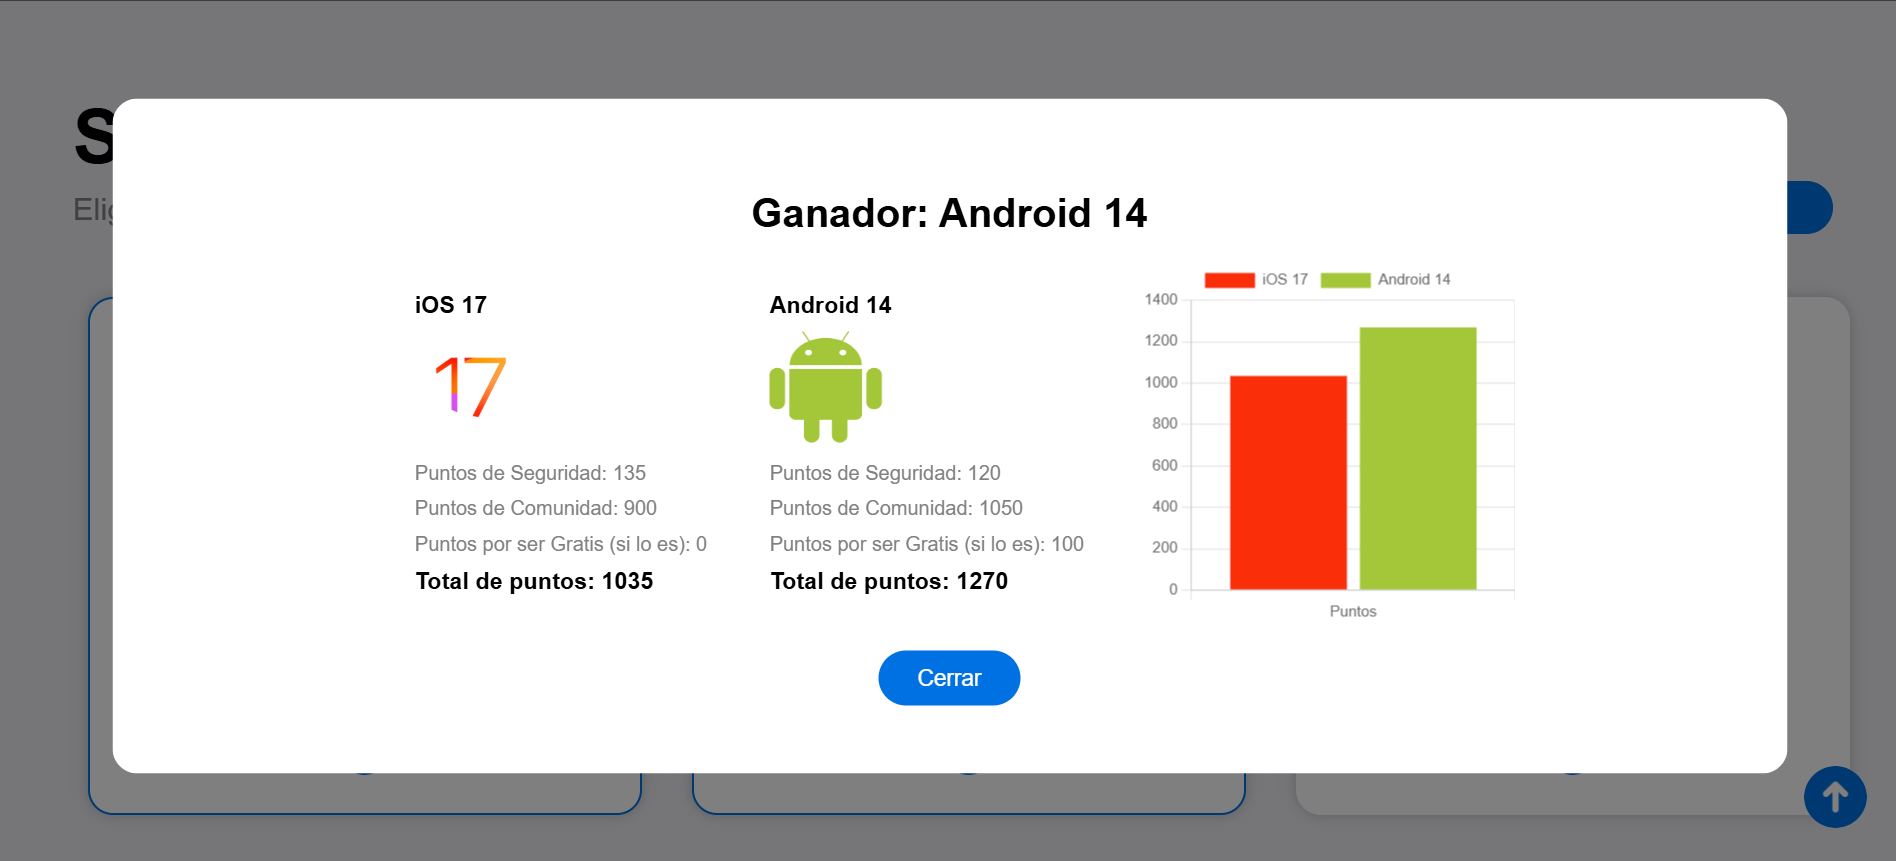 Ganador: Android 14
iOS 17
17
Puntos de Seguridad: 135
Puntos de Comunidad: 900
Puntos por ser Gratis (si lo es): 0
Total de puntos: 1035
Android 14
Puntos de Seguridad: 120
Puntos de Comunidad: 1050
Puntos por ser Gratis (si lo es): 100
Total de puntos: 1270
iOS 17 Android 14
1400
1200
1000
800
600
400
200
0
Puntos
Cerrar